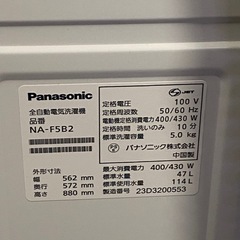 Panasonic
全自動電気洗濯機
品番
NA-F5B2
外形寸法
幅 562 mm
奥行 572 mm
高さ 880 mm
JET
定格電圧 100 V
定格周波数 50/60 Hz
電動機定格消費電力 400/430 W
定格時間 洗いのみ 10 分
標準洗濯容量 5.0 kg
パナソニック株式会社
中国製
最大消費電力 400/430 W
標準水量 47 L
標準使用水量 114 L
製造番号 23D3200553